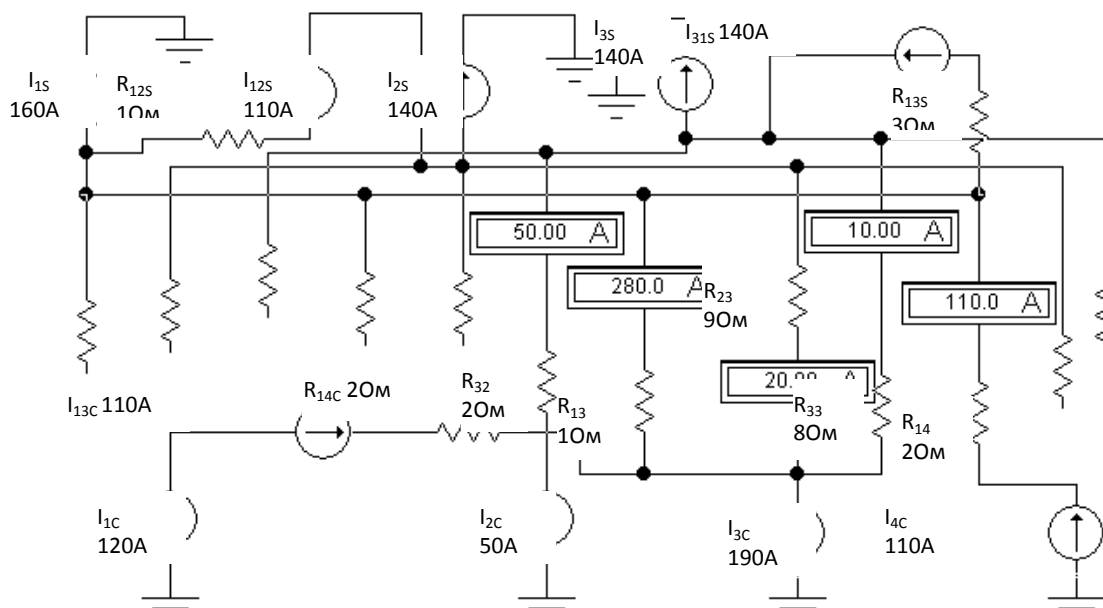 I3S
140A
I31S 140A
I1S
160A
R12S
1Ом
I12S
110A
I2S
140A
R13S
3Ом
50.00 A
10.00 A
280.0 A
R23
9Ом
110.0 A
I13C 110A
R14C 2Ом
R32
2Ом
R13
1Ом
R33
8Ом
R14
2Ом
I1C
120A
I2C
50A
I3C
190A
I4C
110A